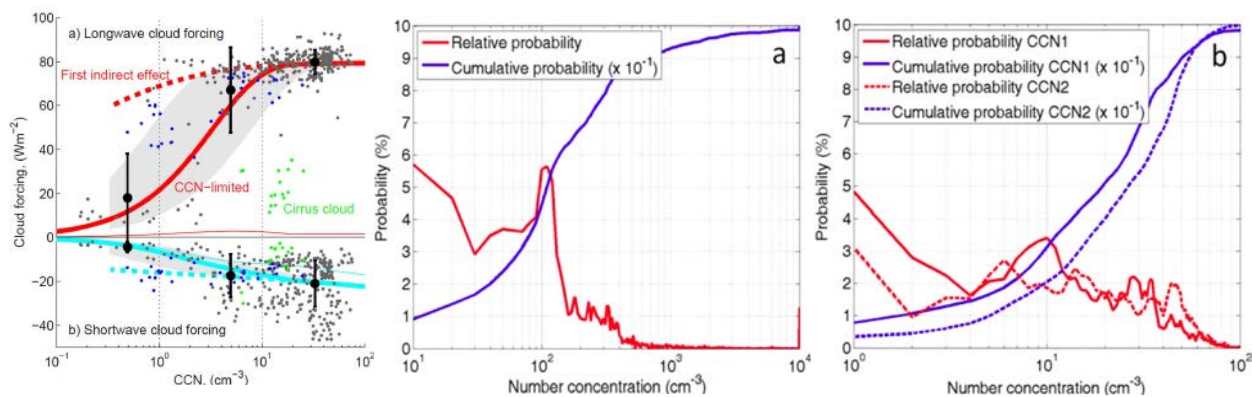 a) Longwave cloud forcing
First indirect effect
CCN-limited
Cirrus cloud
b) Shortwave cloud forcing
Cloud forcing, (Wm⁻²)
100
80
60
40
20
0
-20
-40
10⁻¹ 10⁰ 10¹ 10²
CCN, (cm⁻³)
a
Relative probability
Cumulative probability (x 10⁻¹)
Probability (%)
10
9
8
7
6
5
4
3
2
1
0
10¹ 10² 10³ 10⁴
Number concentration (cm⁻³)
b
Relative probability CCN1
Cumulative probability CCN1 (x 10⁻¹)
Relative probability CCN2
Cumulative probability CCN2 (x 10⁻¹)
Probability (%)
10
9
8
7
6
5
4
3
2
1
0
10⁰ 10¹ 10²
Number concentration (cm⁻³)